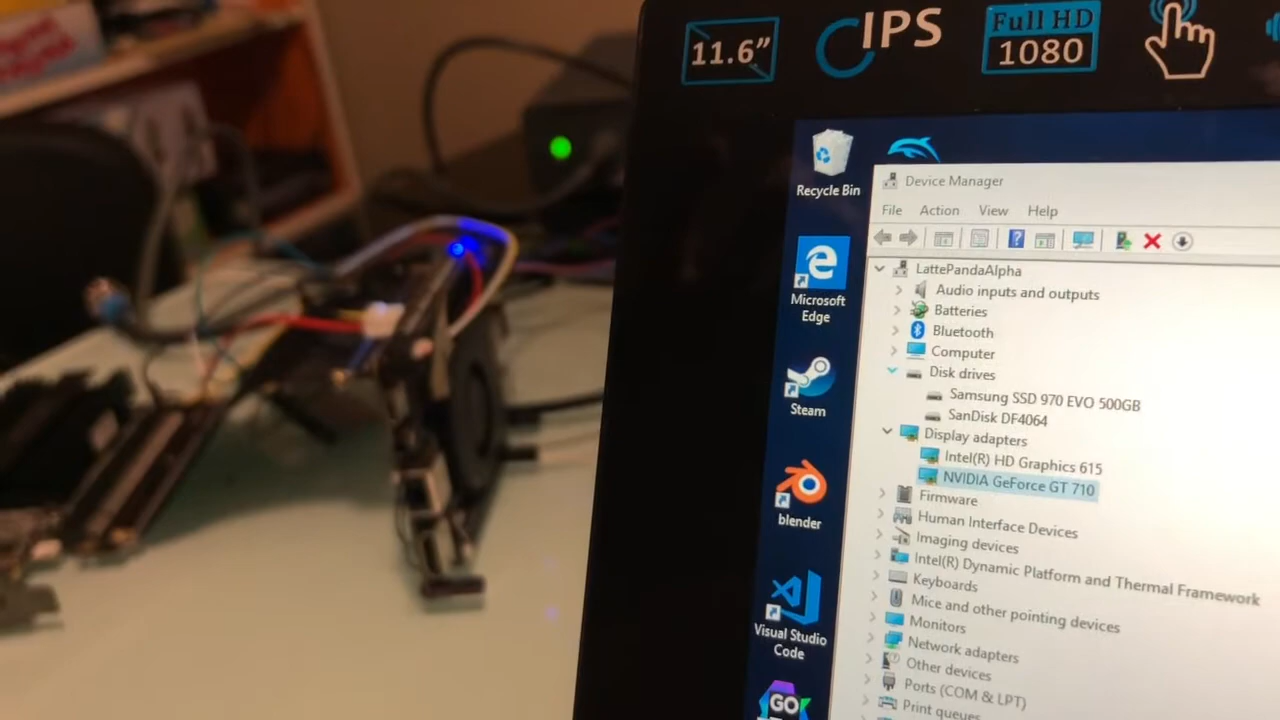 11.6”
IPS
Full HD
1080
Recycle Bin
Device Manager
File Action View Help
LattePandaAlpha
Audio inputs and outputs
Batteries
Bluetooth
Computer
Disk drives
Samsung SSD 970 EVO 500GB
SanDisk DF4064
Display adapters
Intel(R) HD Graphics 615
NVIDIA GeForce GT 710
Firmware
Human Interface Devices
Imaging devices
Intel(R) Dynamic Platform and Thermal Framework
Keyboards
Mice and other pointing devices
Monitors
Network adapters
Other devices
Ports (COM & LPT)
Print queues
Microsoft
Edge
Steam
blender
Visual Studio
Code
GO